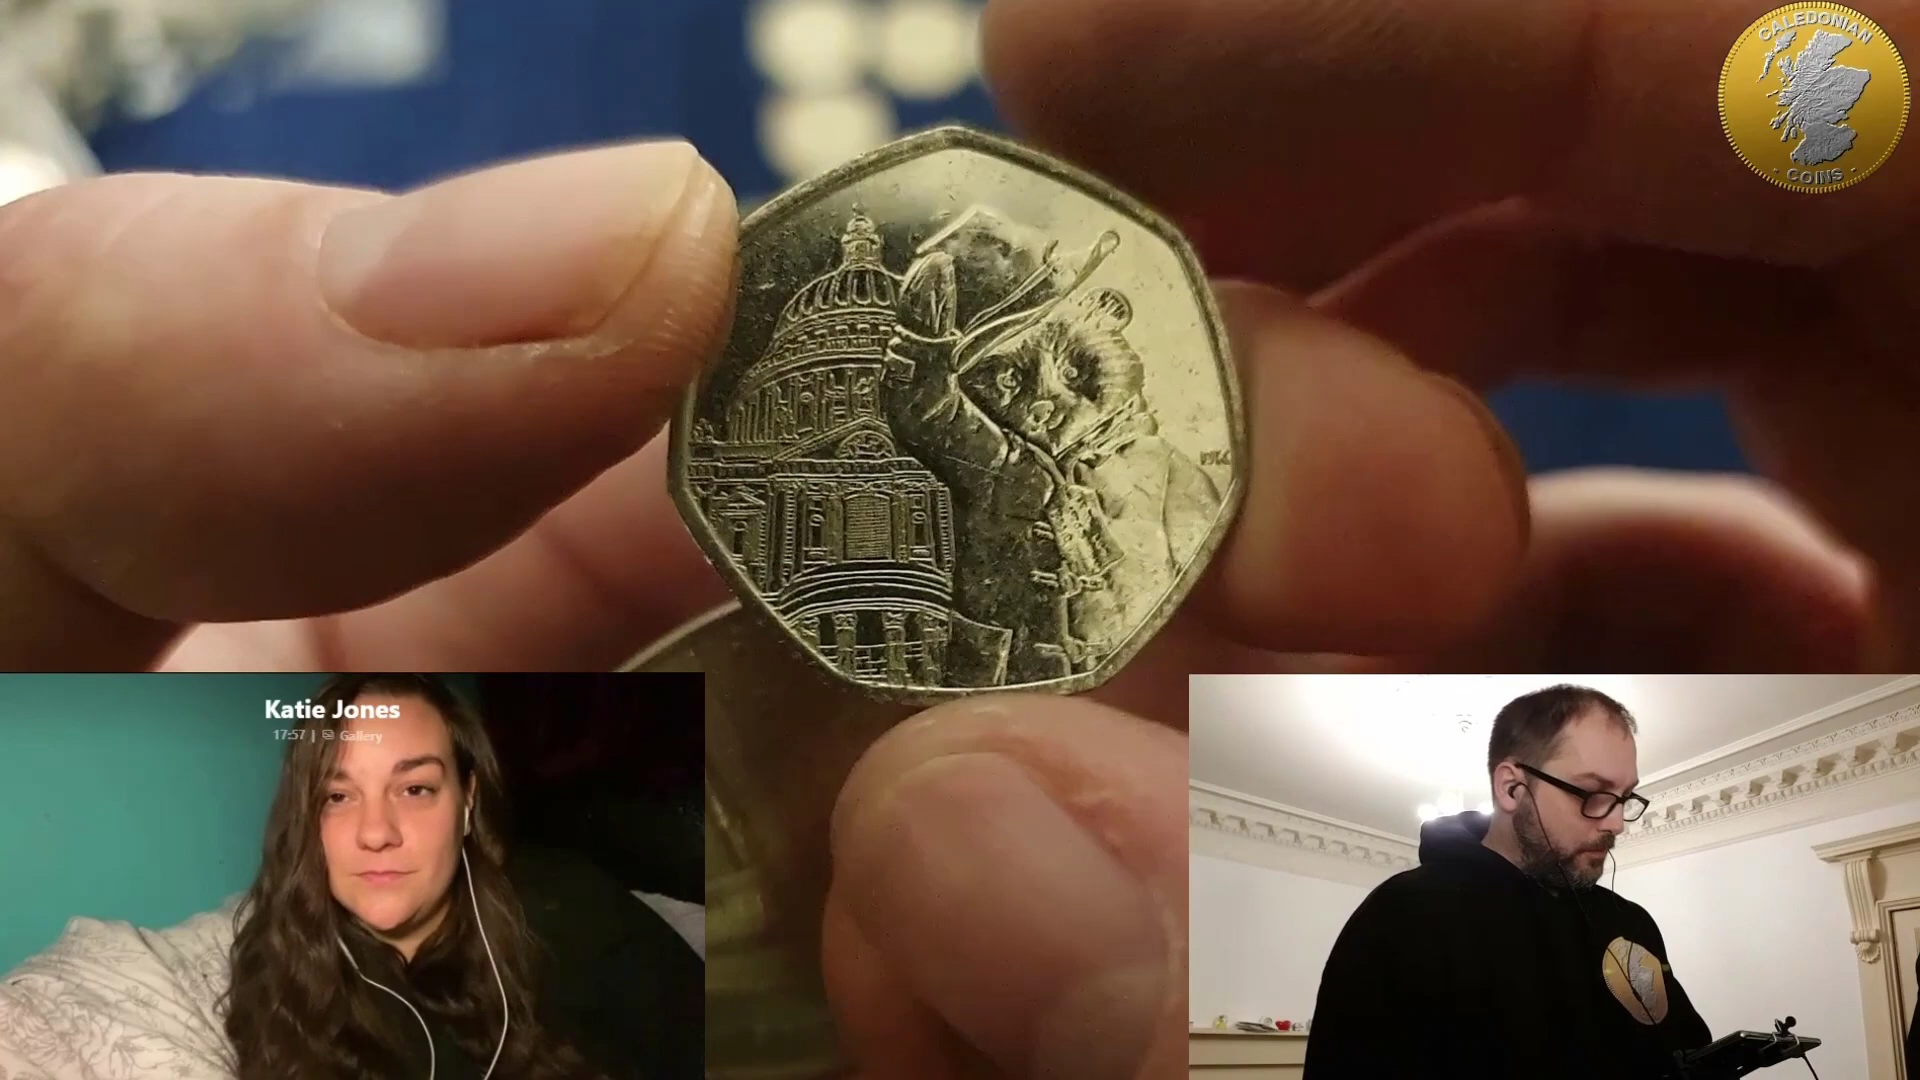 CALEDONIAN
· COINS ·
Katie Jones
17:57 | Gallery